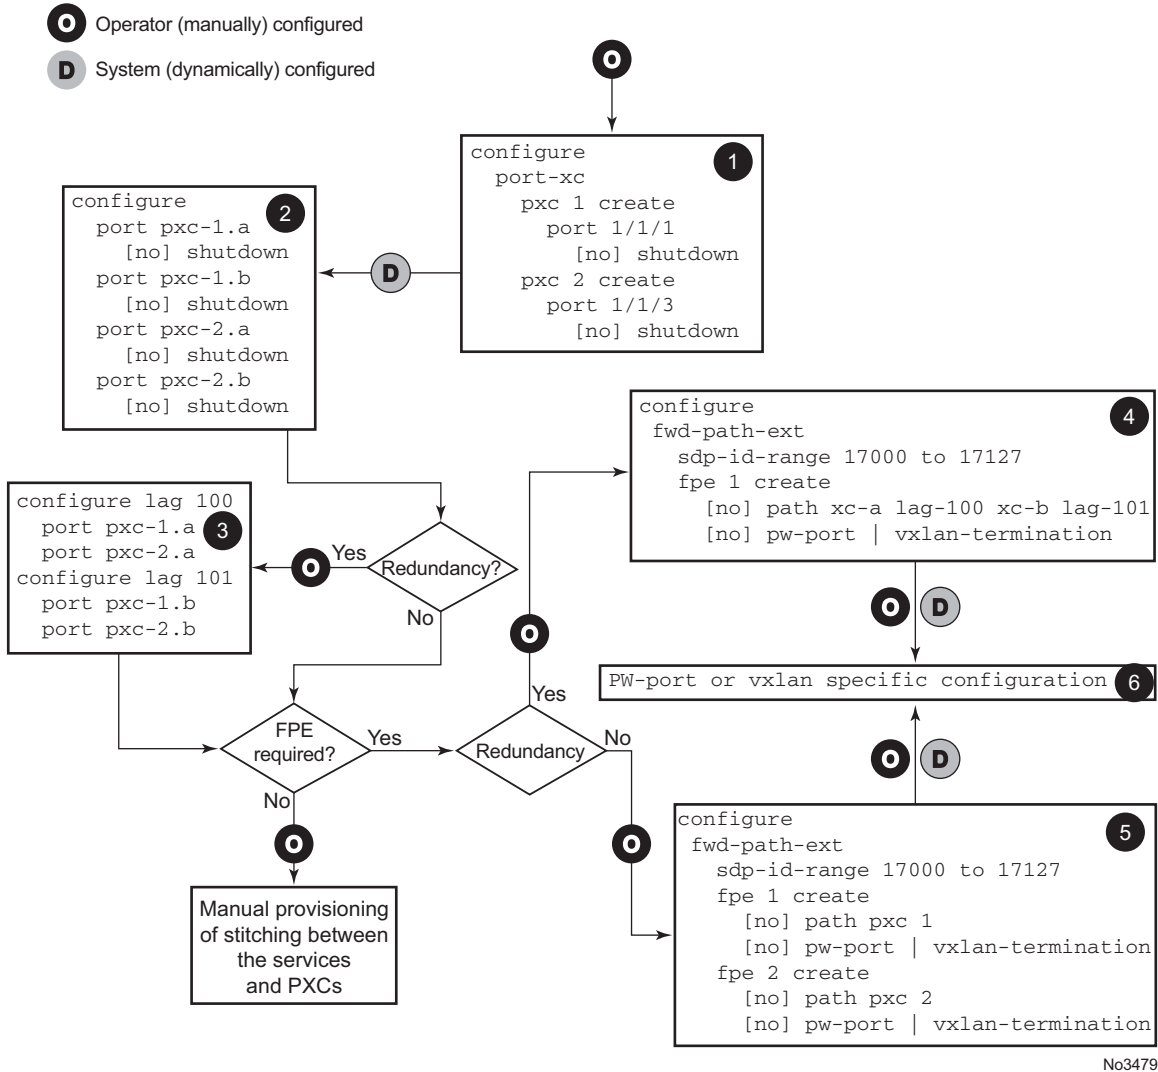 O Operator (manually) configured
D System (dynamically) configured
O
configure
port-xc
pxc 1 create
port 1/1/1
[no] shutdown
pxc 2 create
port 1/1/3
[no] shutdown
1
D
configure
port pxc-1.a
[no] shutdown
port pxc-1.b
[no] shutdown
port pxc-2.a
[no] shutdown
port pxc-2.b
[no] shutdown
2
Redundancy?
Yes
O
No
configure lag 100
port pxc-1.a
port pxc-2.a
configure lag 101
port pxc-1.b
port pxc-2.b
3
FPE
required?
Yes
No
O
Manual provisioning
of stitching between
the services
and PXCs
Redundancy
Yes
O
No
O
configure
fwd-path-ext
sdp-id-range 17000 to 17127
fpe 1 create
[no] path xc-a lag-100 xc-b lag-101
[no] pw-port | vxlan-termination
4
O D
PW-port or vxlan specific configuration
6
O D
configure
fwd-path-ext
sdp-id-range 17000 to 17127
fpe 1 create
[no] path pxc 1
[no] pw-port | vxlan-termination
fpe 2 create
[no] path pxc 2
[no] pw-port | vxlan-termination
5
No3479